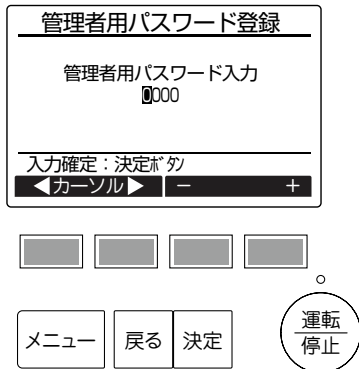 管理者用パスワード登録
管理者用パスワード入力
0000
入力確定：決定ボタン
◀カーソル▶ － ＋
メニュー 戻る 決定 運転
停止